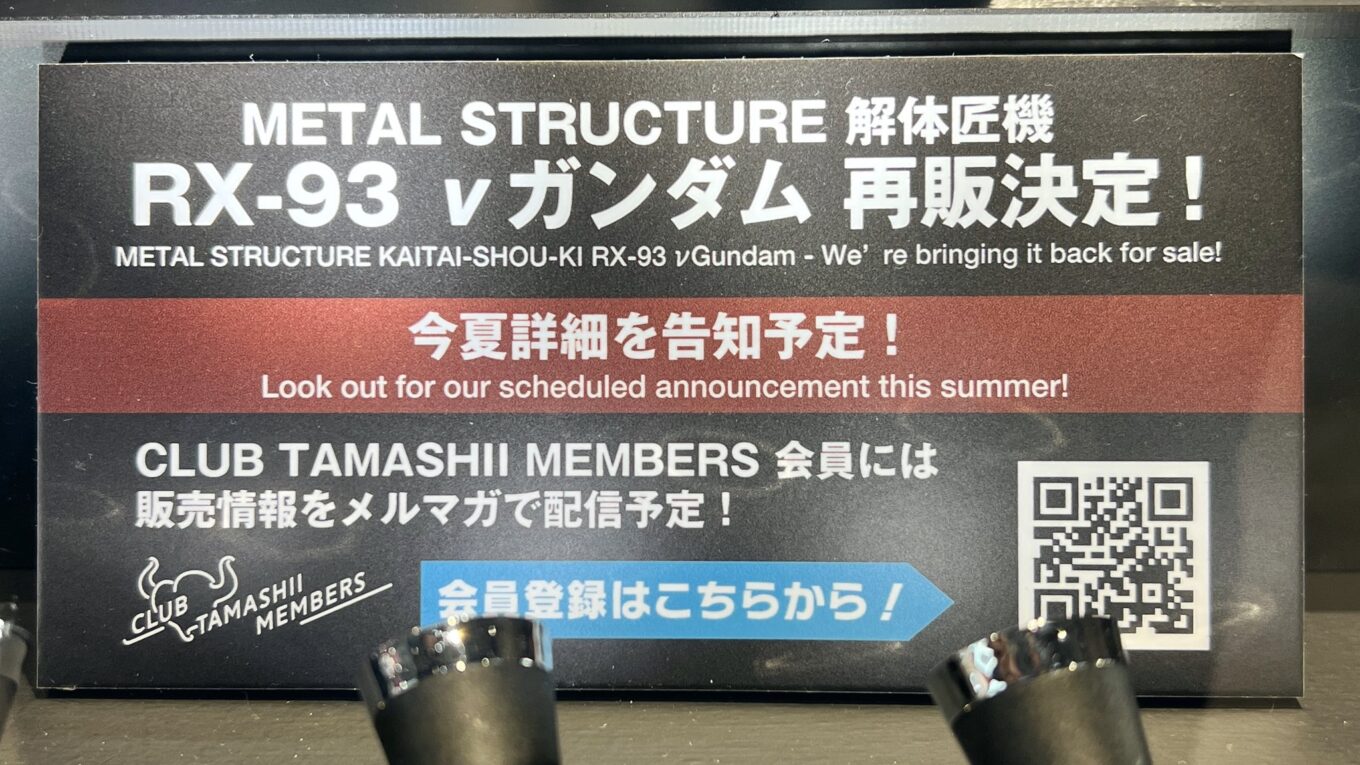 METAL STRUCTURE 解体匠機
RX-93 νガンダム 再販決定！
METAL STRUCTURE KAITAI-SHOU-KI RX-93 νGundam - We’re bringing it back for sale!
今夏詳細を告知予定！
Look out for our scheduled announcement this summer!
CLUB TAMASHII MEMBERS 会員には
販売情報をメルマガで配信予定！
CLUB TAMASHII
MEMBERS
会員登録はこちらから！